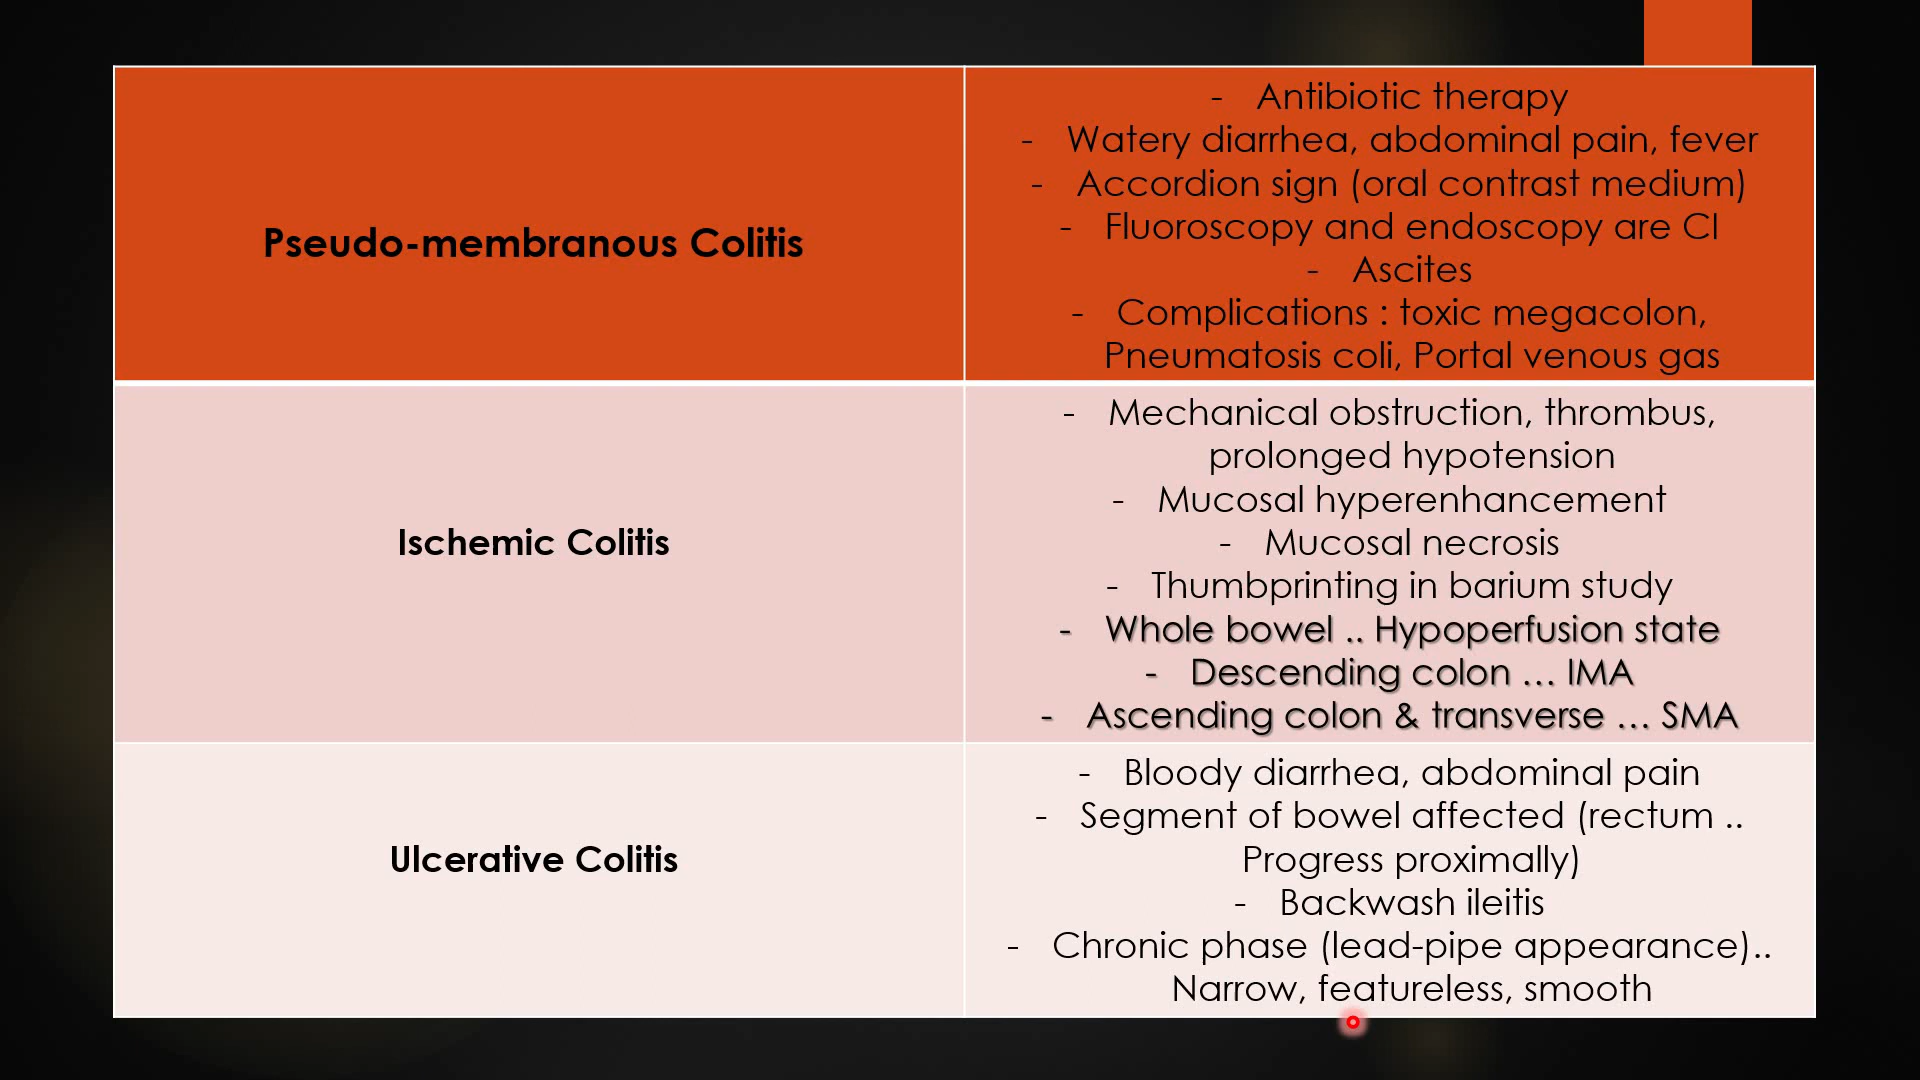 Pseudo-membranous Colitis
- Antibiotic therapy
- Watery diarrhea, abdominal pain, fever
- Accordion sign (oral contrast medium)
- Fluoroscopy and endoscopy are CI
- Ascites
- Complications : toxic megacolon,
Pneumatosis coli, Portal venous gas
Ischemic Colitis
- Mechanical obstruction, thrombus,
prolonged hypotension
- Mucosal hyperenhancement
- Mucosal necrosis
- Thumbprinting in barium study
- Whole bowel .. Hypoperfusion state
- Descending colon … IMA
- Ascending colon & transverse … SMA
Ulcerative Colitis
- Bloody diarrhea, abdominal pain
- Segment of bowel affected (rectum ..
Progress proximally)
- Backwash ileitis
- Chronic phase (lead-pipe appearance)..
Narrow, featureless, smooth